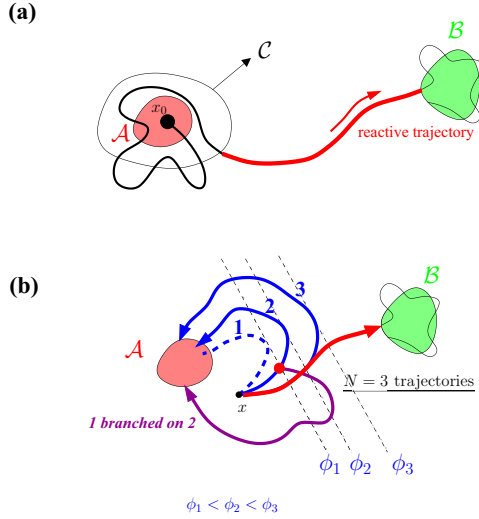 (a)
ℬ
𝒞
x₀
𝒜
reactive trajectory
(b)
3
ℬ
2
1
𝒜
N = 3 trajectories
x
1 branched on 2
ϕ₁ ϕ₂ ϕ₃
ϕ₁ < ϕ₂ < ϕ₃